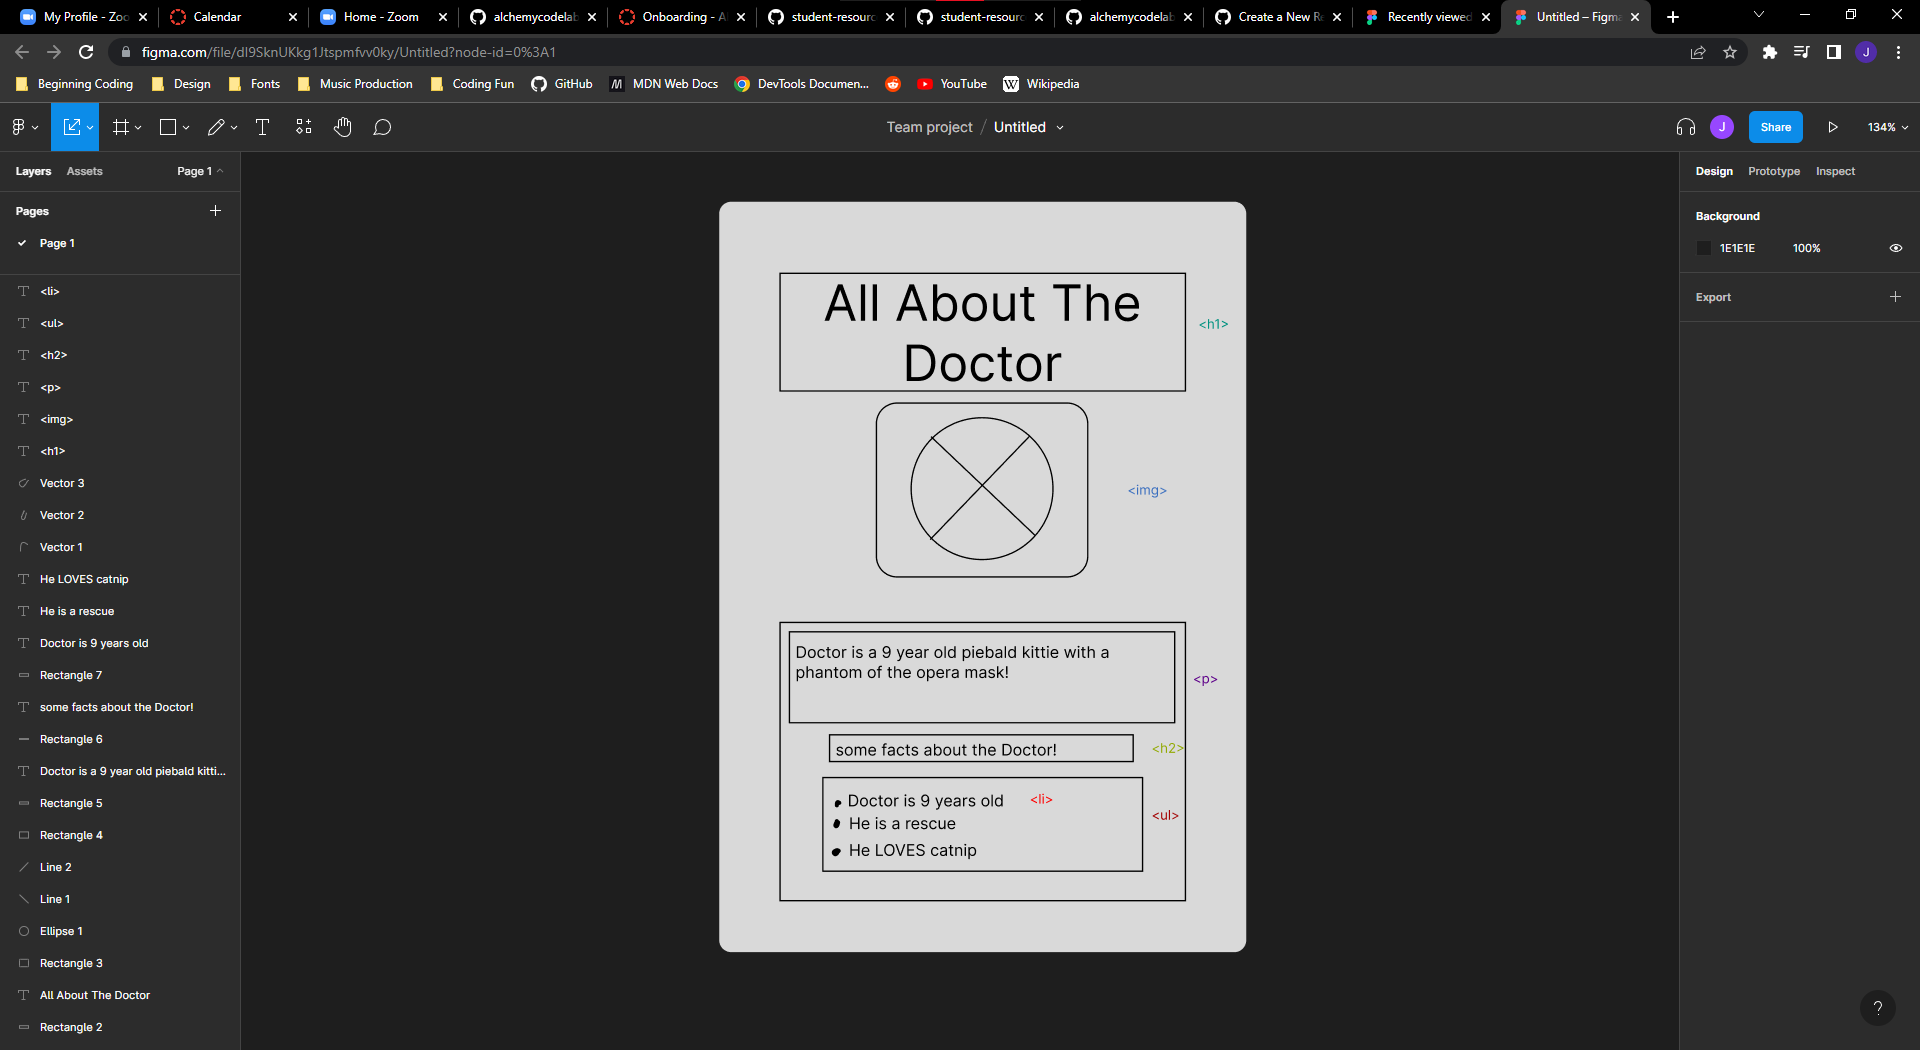 My Profile - Zoo
Calendar
Home - Zoom
alchemycodelab
Onboarding - A
student-resourc
student-resourc
alchemycodelab
Create a New Re
Recently viewed
Untitled – Figma
figma.com/file/dI9SknUKkg1Jtspmfvv0ky/Untitled?node-id=0%3A1
J
Beginning Coding
Design
Fonts
Music Production
Coding Fun
GitHub
MDN Web Docs
DevTools Documen...
YouTube
W Wikipedia
Team project / Untitled
J
Share
134%
Layers
Assets
Page 1
Pages
Page 1
<li>
<ul>
<h2>
<p>
<img>
<h1>
Vector 3
Vector 2
Vector 1
He LOVES catnip
He is a rescue
Doctor is 9 years old
Rectangle 7
some facts about the Doctor!
Rectangle 6
Doctor is a 9 year old piebald kitti...
Rectangle 5
Rectangle 4
Line 2
Line 1
Ellipse 1
Rectangle 3
All About The Doctor
Rectangle 2
All About The
Doctor
<h1>
<img>
Doctor is a 9 year old piebald kittie with a
phantom of the opera mask!
<p>
some facts about the Doctor!
<h2>
Doctor is 9 years old
<li>
He is a rescue
He LOVES catnip
<ul>
Design
Prototype
Inspect
Background
1E1E1E
100%
Export
?